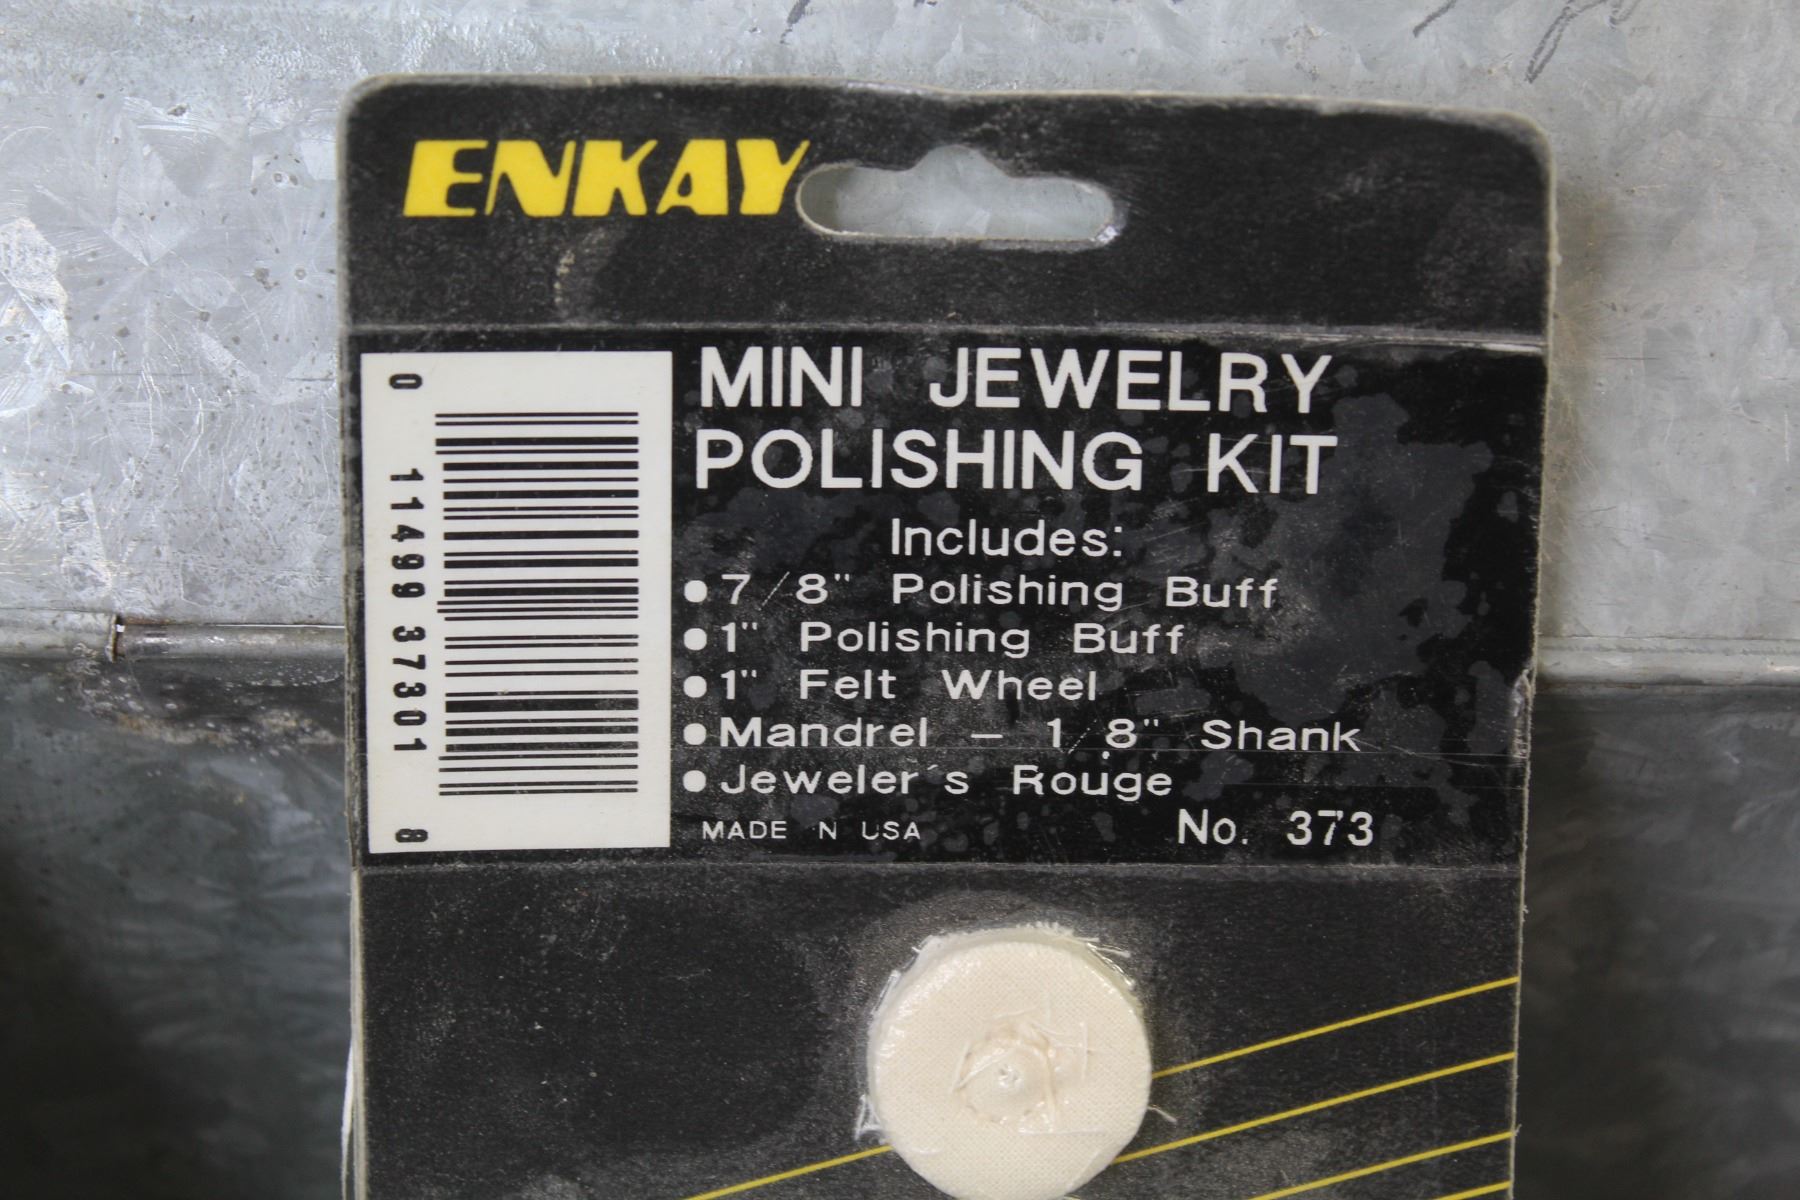 ENKAY
MINI JEWELRY
POLISHING KIT
Includes:
• 7/8" Polishing Buff
• 1" Polishing Buff
• 1" Felt Wheel
• Mandrel – 1/8" Shank
• Jeweler's Rouge
MADE IN USA No. 373
0 11499 37301 8